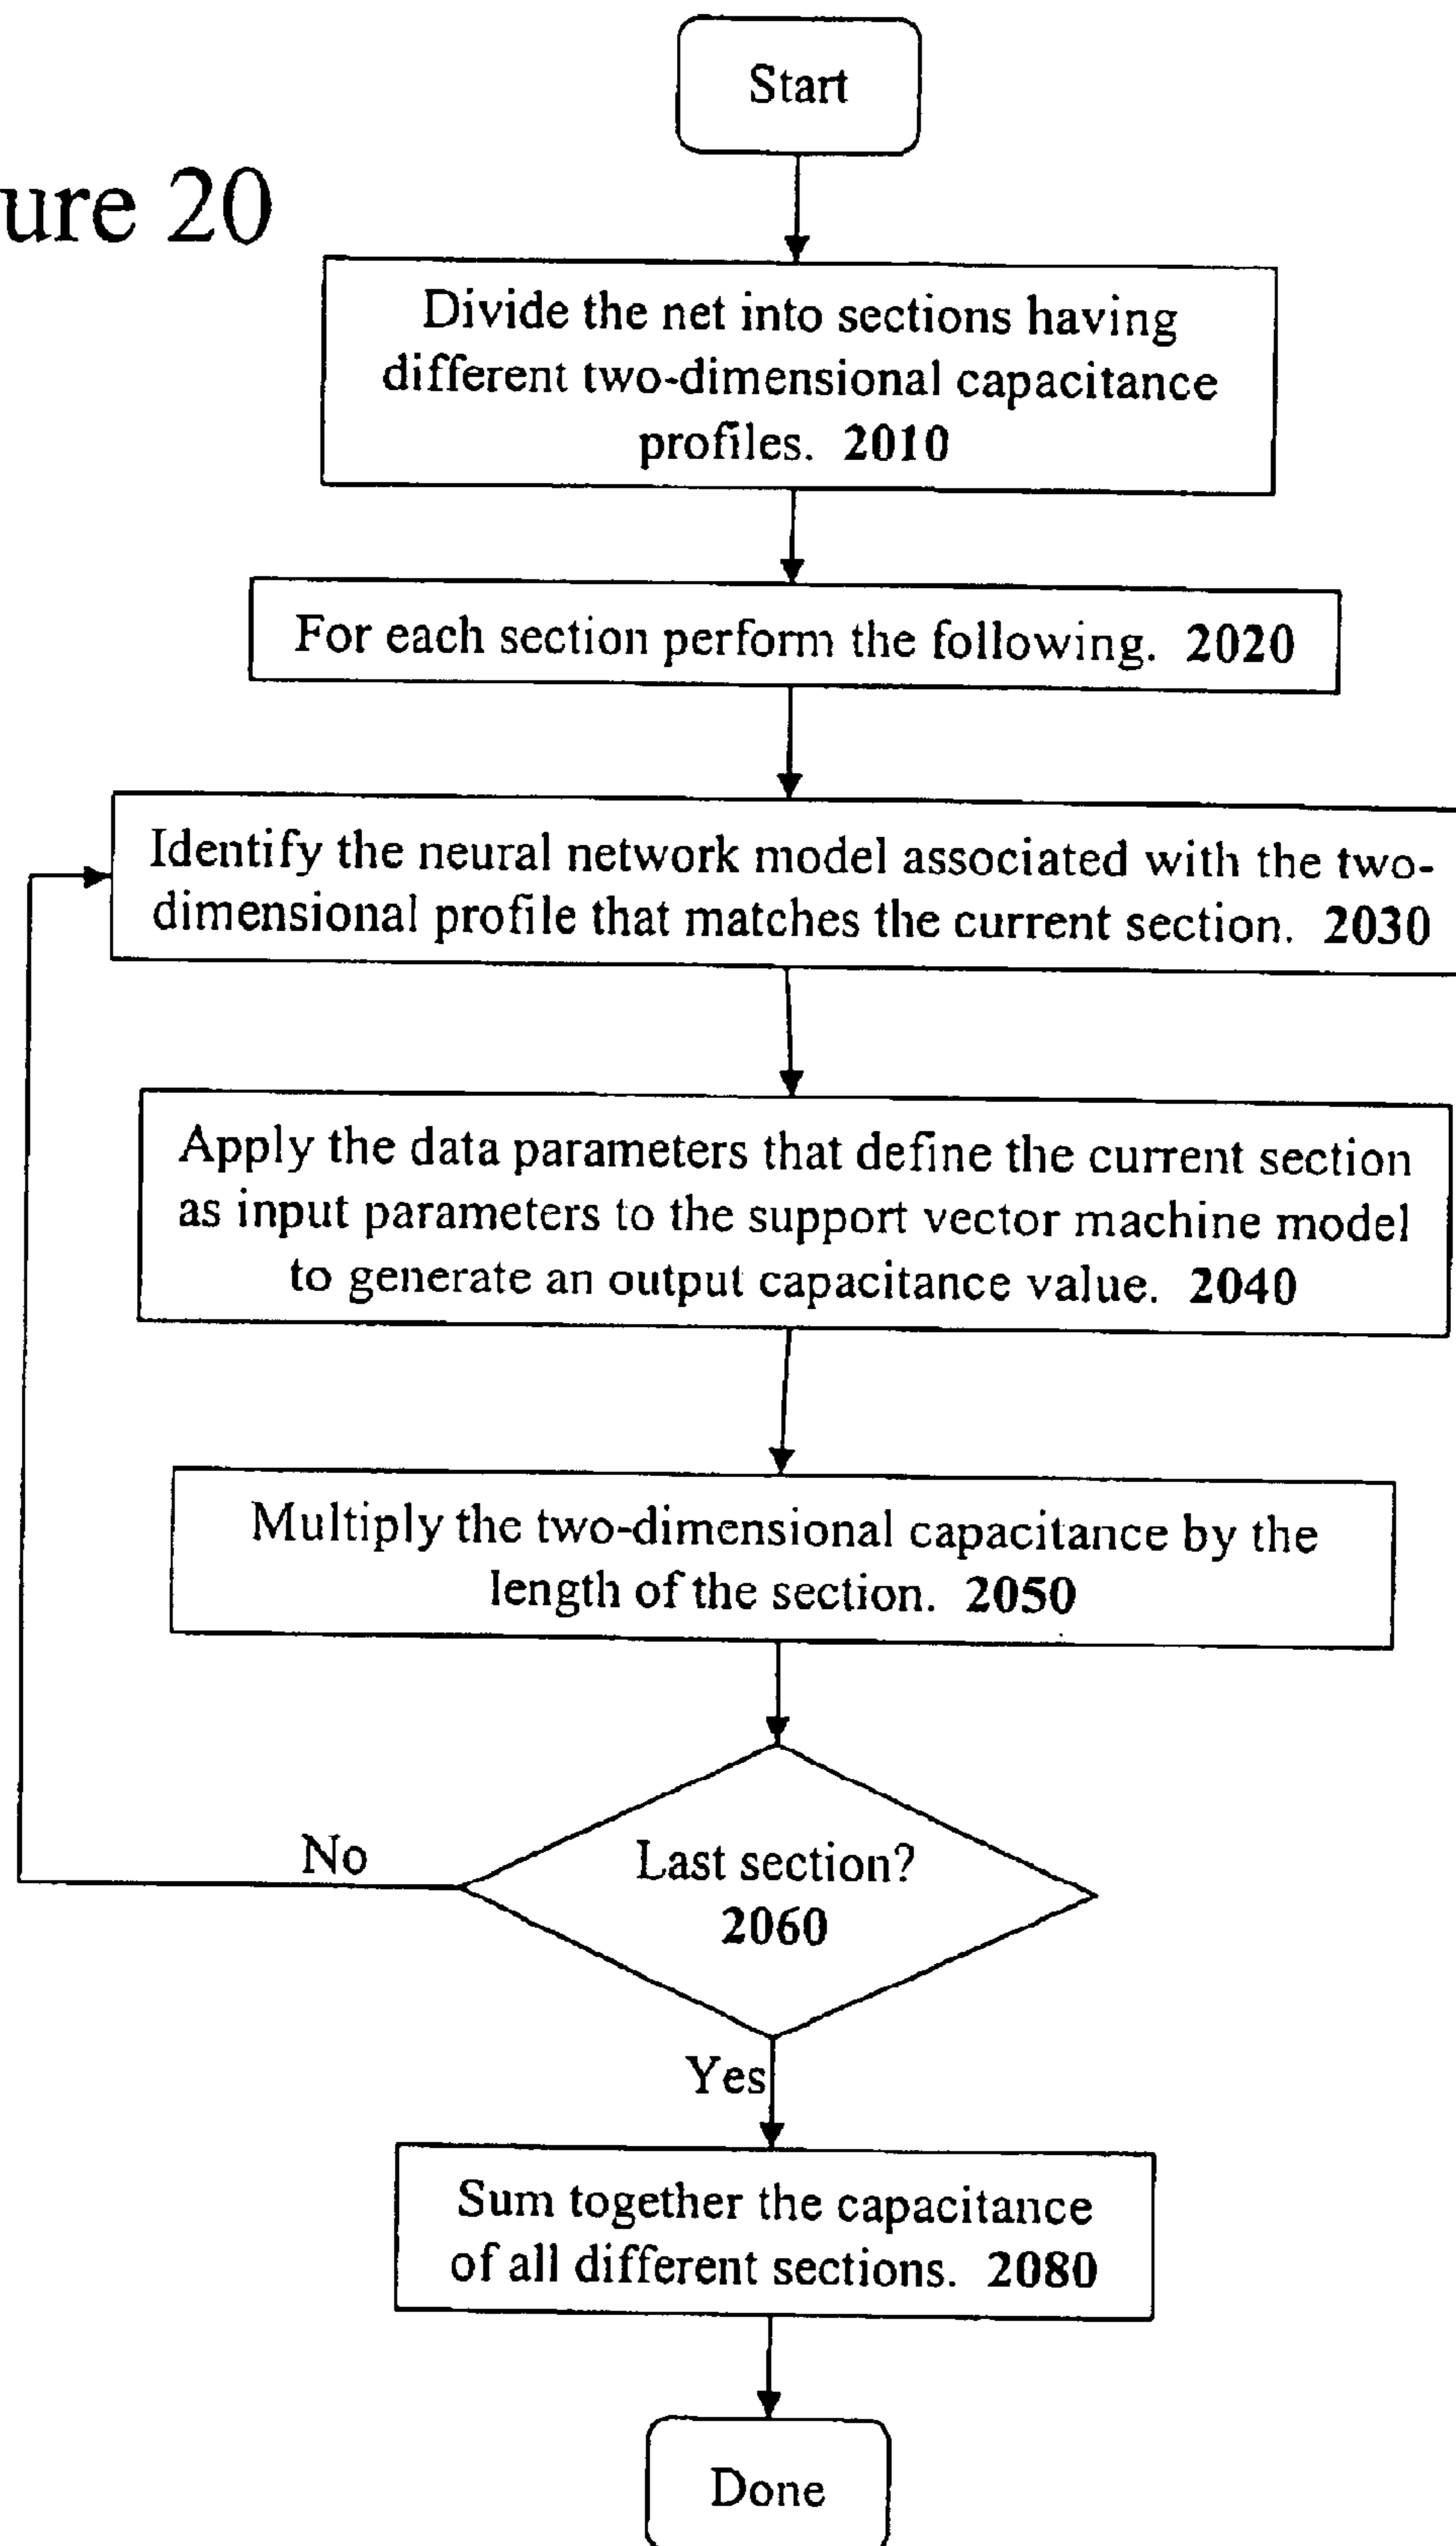 Start
ure 20
Divide the net into sections having
different two-dimensional capacitance
profiles. 2010
For each section perform the following. 2020
Identify the neural network model associated with the two-
dimensional profile that matches the current section. 2030
Apply the data parameters that define the current section
as input parameters to the support vector machine model
to generate an output capacitance value. 2040
Multiply the two-dimensional capacitance by the
length of the section. 2050
No
Last section?
2060
Yes
Sum together the capacitance
of all different sections. 2080
Done